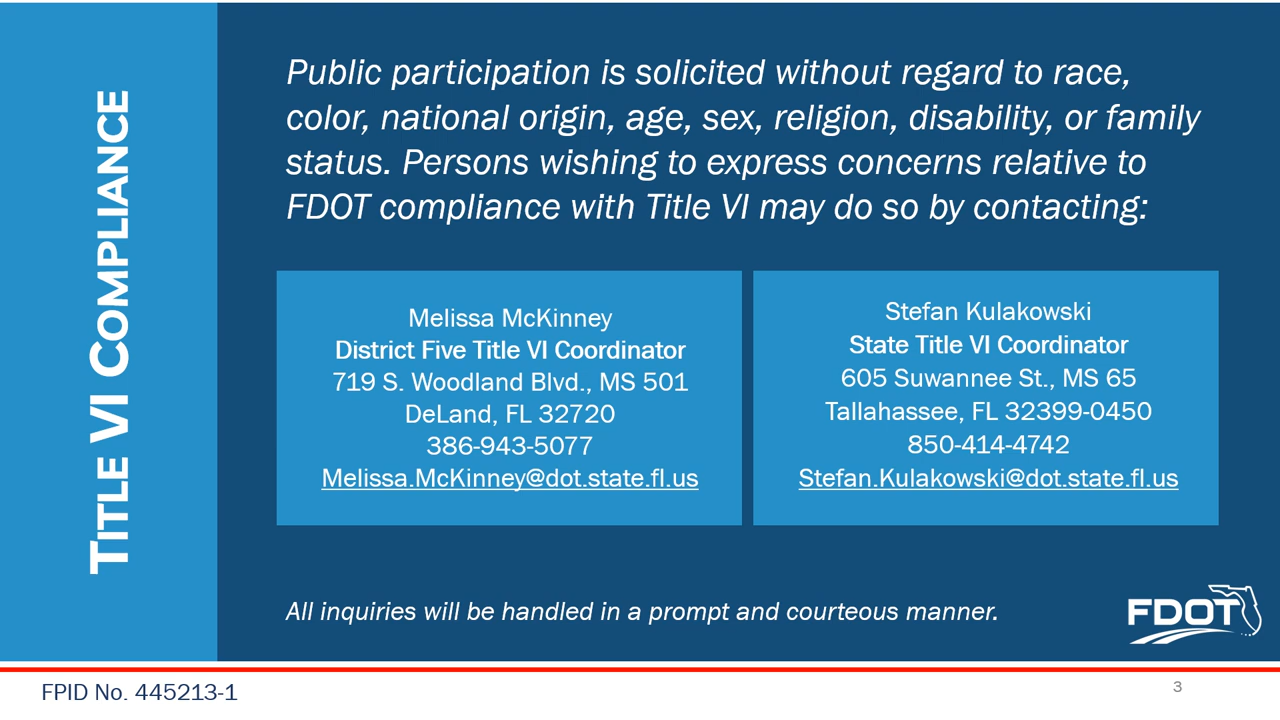 TITLE VI COMPLIANCE
Public participation is solicited without regard to race,
color, national origin, age, sex, religion, disability, or family
status. Persons wishing to express concerns relative to
FDOT compliance with Title VI may do so by contacting:
Melissa McKinney
District Five Title VI Coordinator
719 S. Woodland Blvd., MS 501
DeLand, FL 32720
386-943-5077
Melissa.McKinney@dot.state.fl.us
Stefan Kulakowski
State Title VI Coordinator
605 Suwannee St., MS 65
Tallahassee, FL 32399-0450
850-414-4742
Stefan.Kulakowski@dot.state.fl.us
All inquiries will be handled in a prompt and courteous manner.
FDOT
FPID No. 445213-1
3